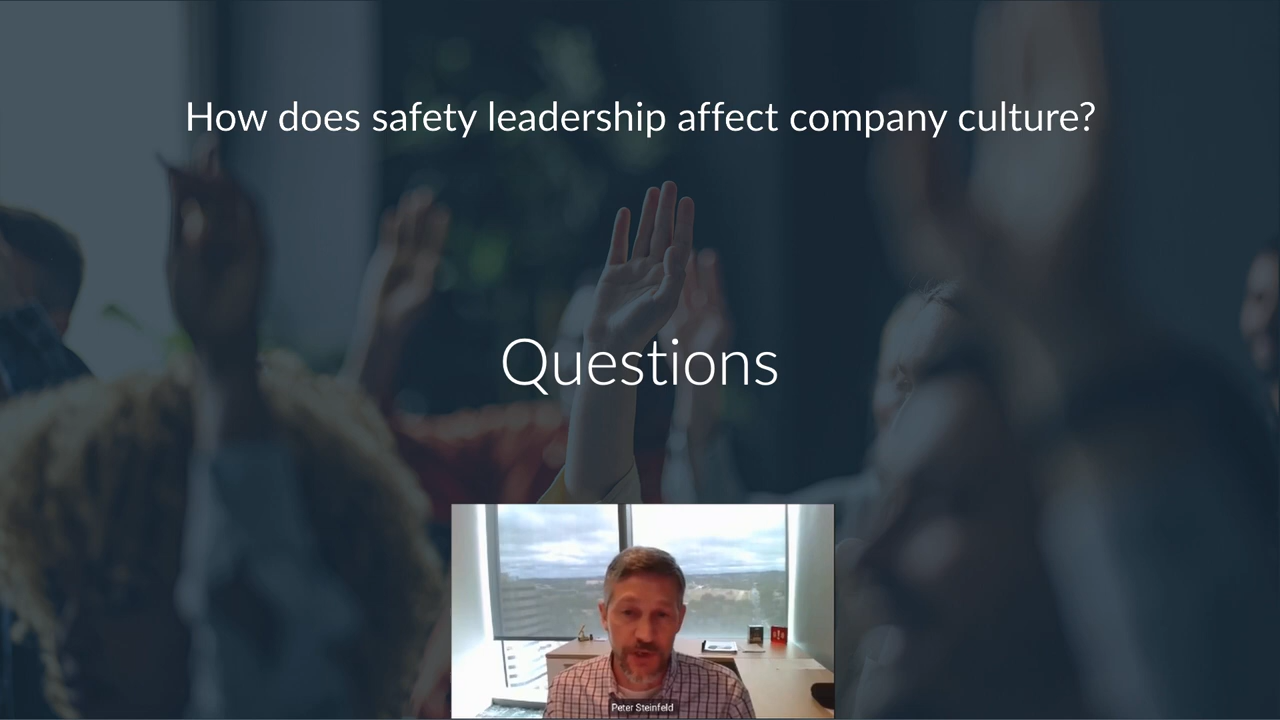 How does safety leadership affect company culture?
Questions
Peter Steinfeld